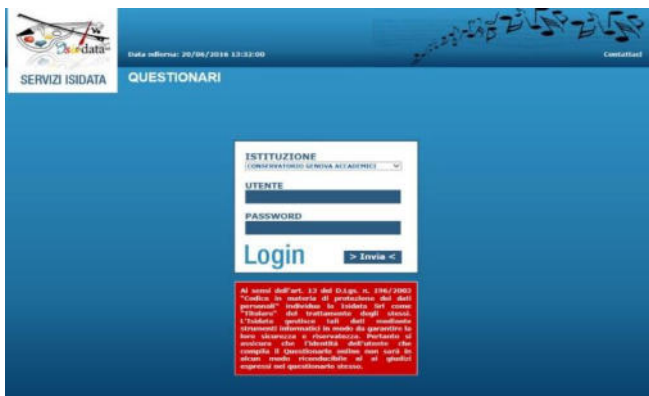 Isidata
Data odierna: 20/06/2016 13:32:00
Contattaci
SERVIZI ISIDATA
QUESTIONARI
ISTITUZIONE
CONSERVATORIO GENOVA ACCADEMICI
UTENTE
PASSWORD
Login
> Invia <
Ai sensi dell'art. 13 del D.Lgs. n. 196/2003
"Codice in materia di protezione dei dati
personali" individua la Isidata Srl come
"Titolare" del trattamento degli stessi.
L'Isidata gestisce tali dati mediante
strumenti informatici in modo da garantire la
loro sicurezza e riservatezza. Pertanto si
assicura che l'identità dell'utente che
compila il Questionario online non sarà in
alcun modo riconducibile ai ai giudizi
espressi nel questionario stesso.